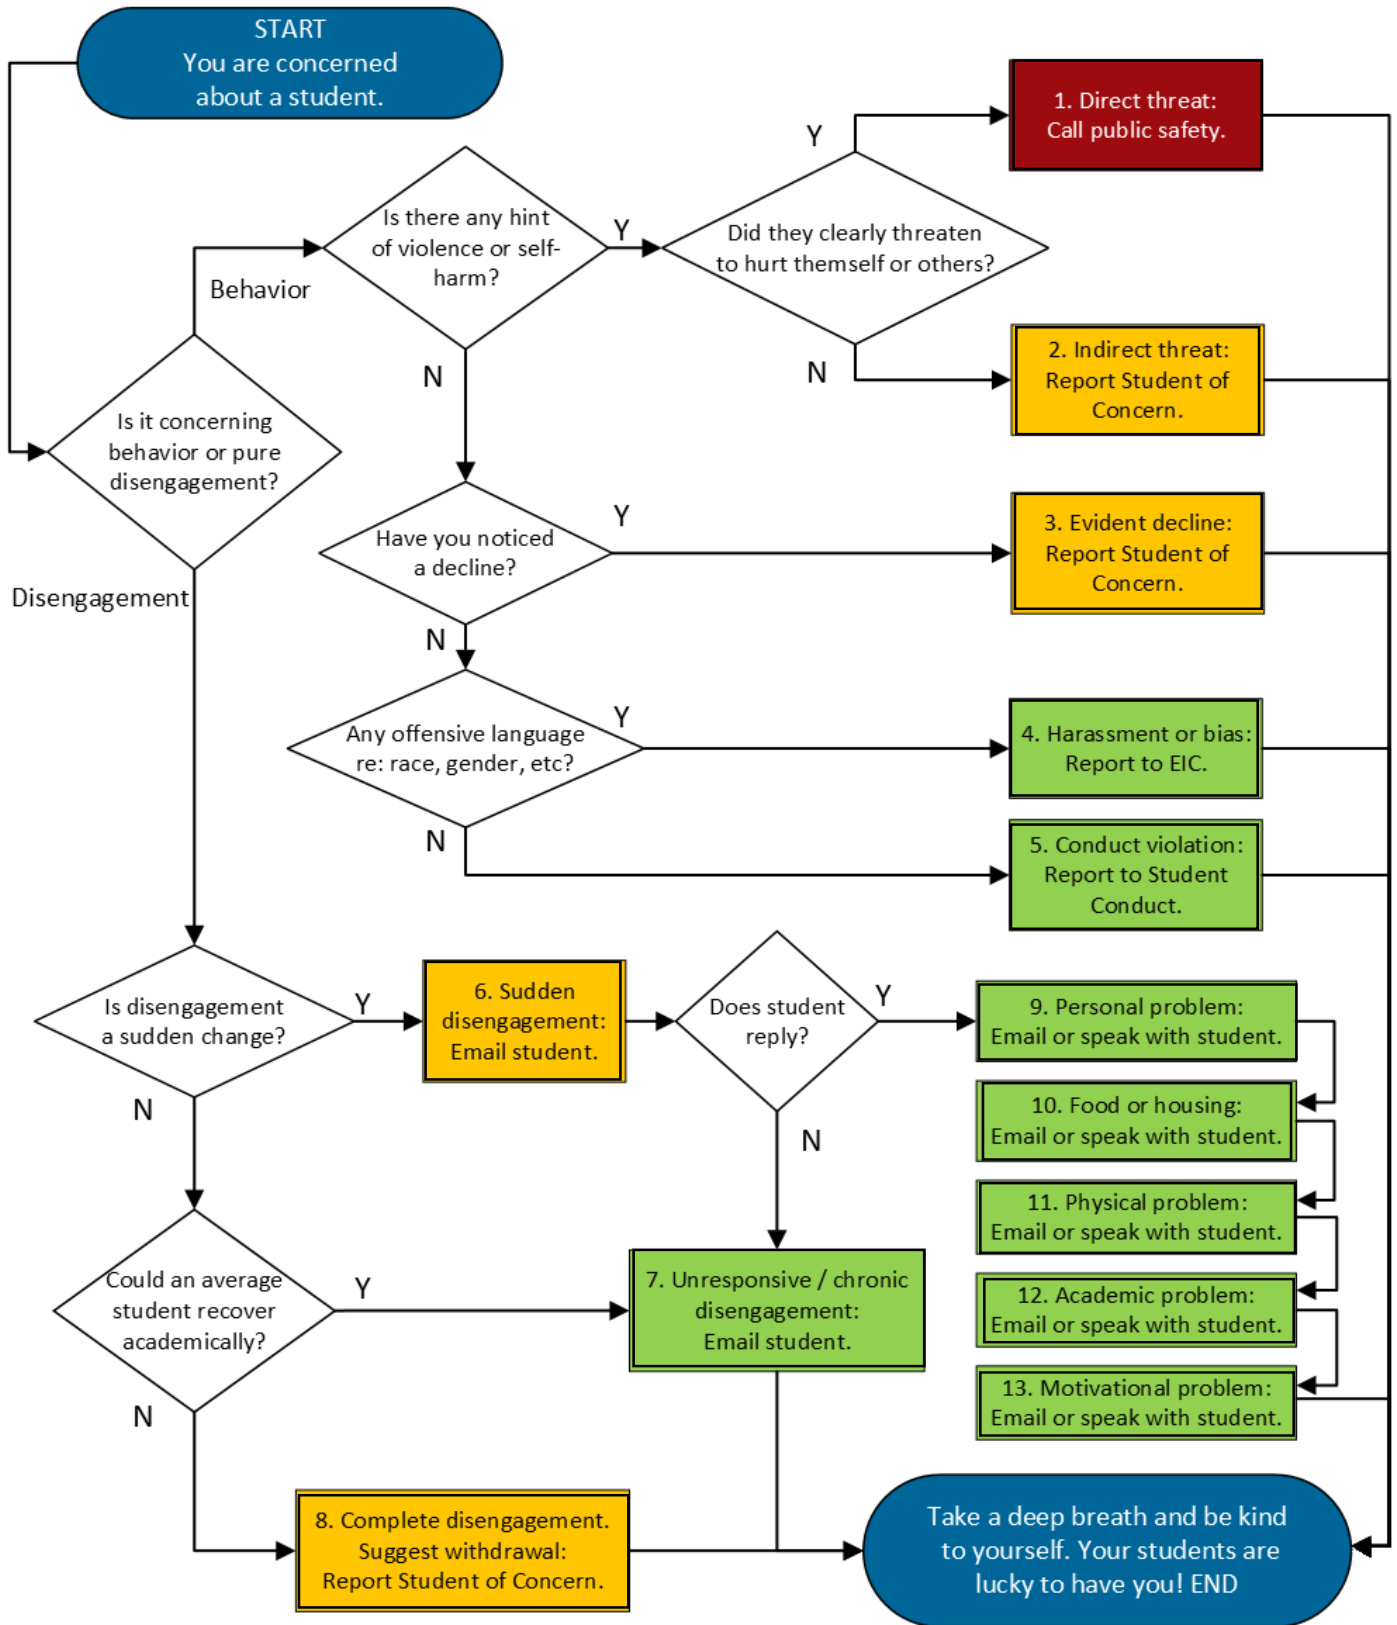 START
You are concerned
about a student.
1. Direct threat:
Call public safety.
Y
Is there any hint
of violence or self-
harm?
Y
Did they clearly threaten
to hurt themself or others?
Behavior
N
N
2. Indirect threat:
Report Student of
Concern.
Is it concerning
behavior or pure
disengagement?
Have you noticed
a decline?
Y
3. Evident decline:
Report Student of
Concern.
Disengagement
N
Any offensive language
re: race, gender, etc?
Y
4. Harassment or bias:
Report to EIC.
N
5. Conduct violation:
Report to Student
Conduct.
Is disengagement
a sudden change?
Y
6. Sudden
disengagement:
Email student.
Does student
reply?
Y
9. Personal problem:
Email or speak with student.
N
N
10. Food or housing:
Email or speak with student.
11. Physical problem:
Email or speak with student.
Could an average
student recover
academically?
Y
7. Unresponsive / chronic
disengagement:
Email student.
12. Academic problem:
Email or speak with student.
13. Motivational problem:
Email or speak with student.
N
8. Complete disengagement.
Suggest withdrawal:
Report Student of Concern.
Take a deep breath and be kind
to yourself. Your students are
lucky to have you! END